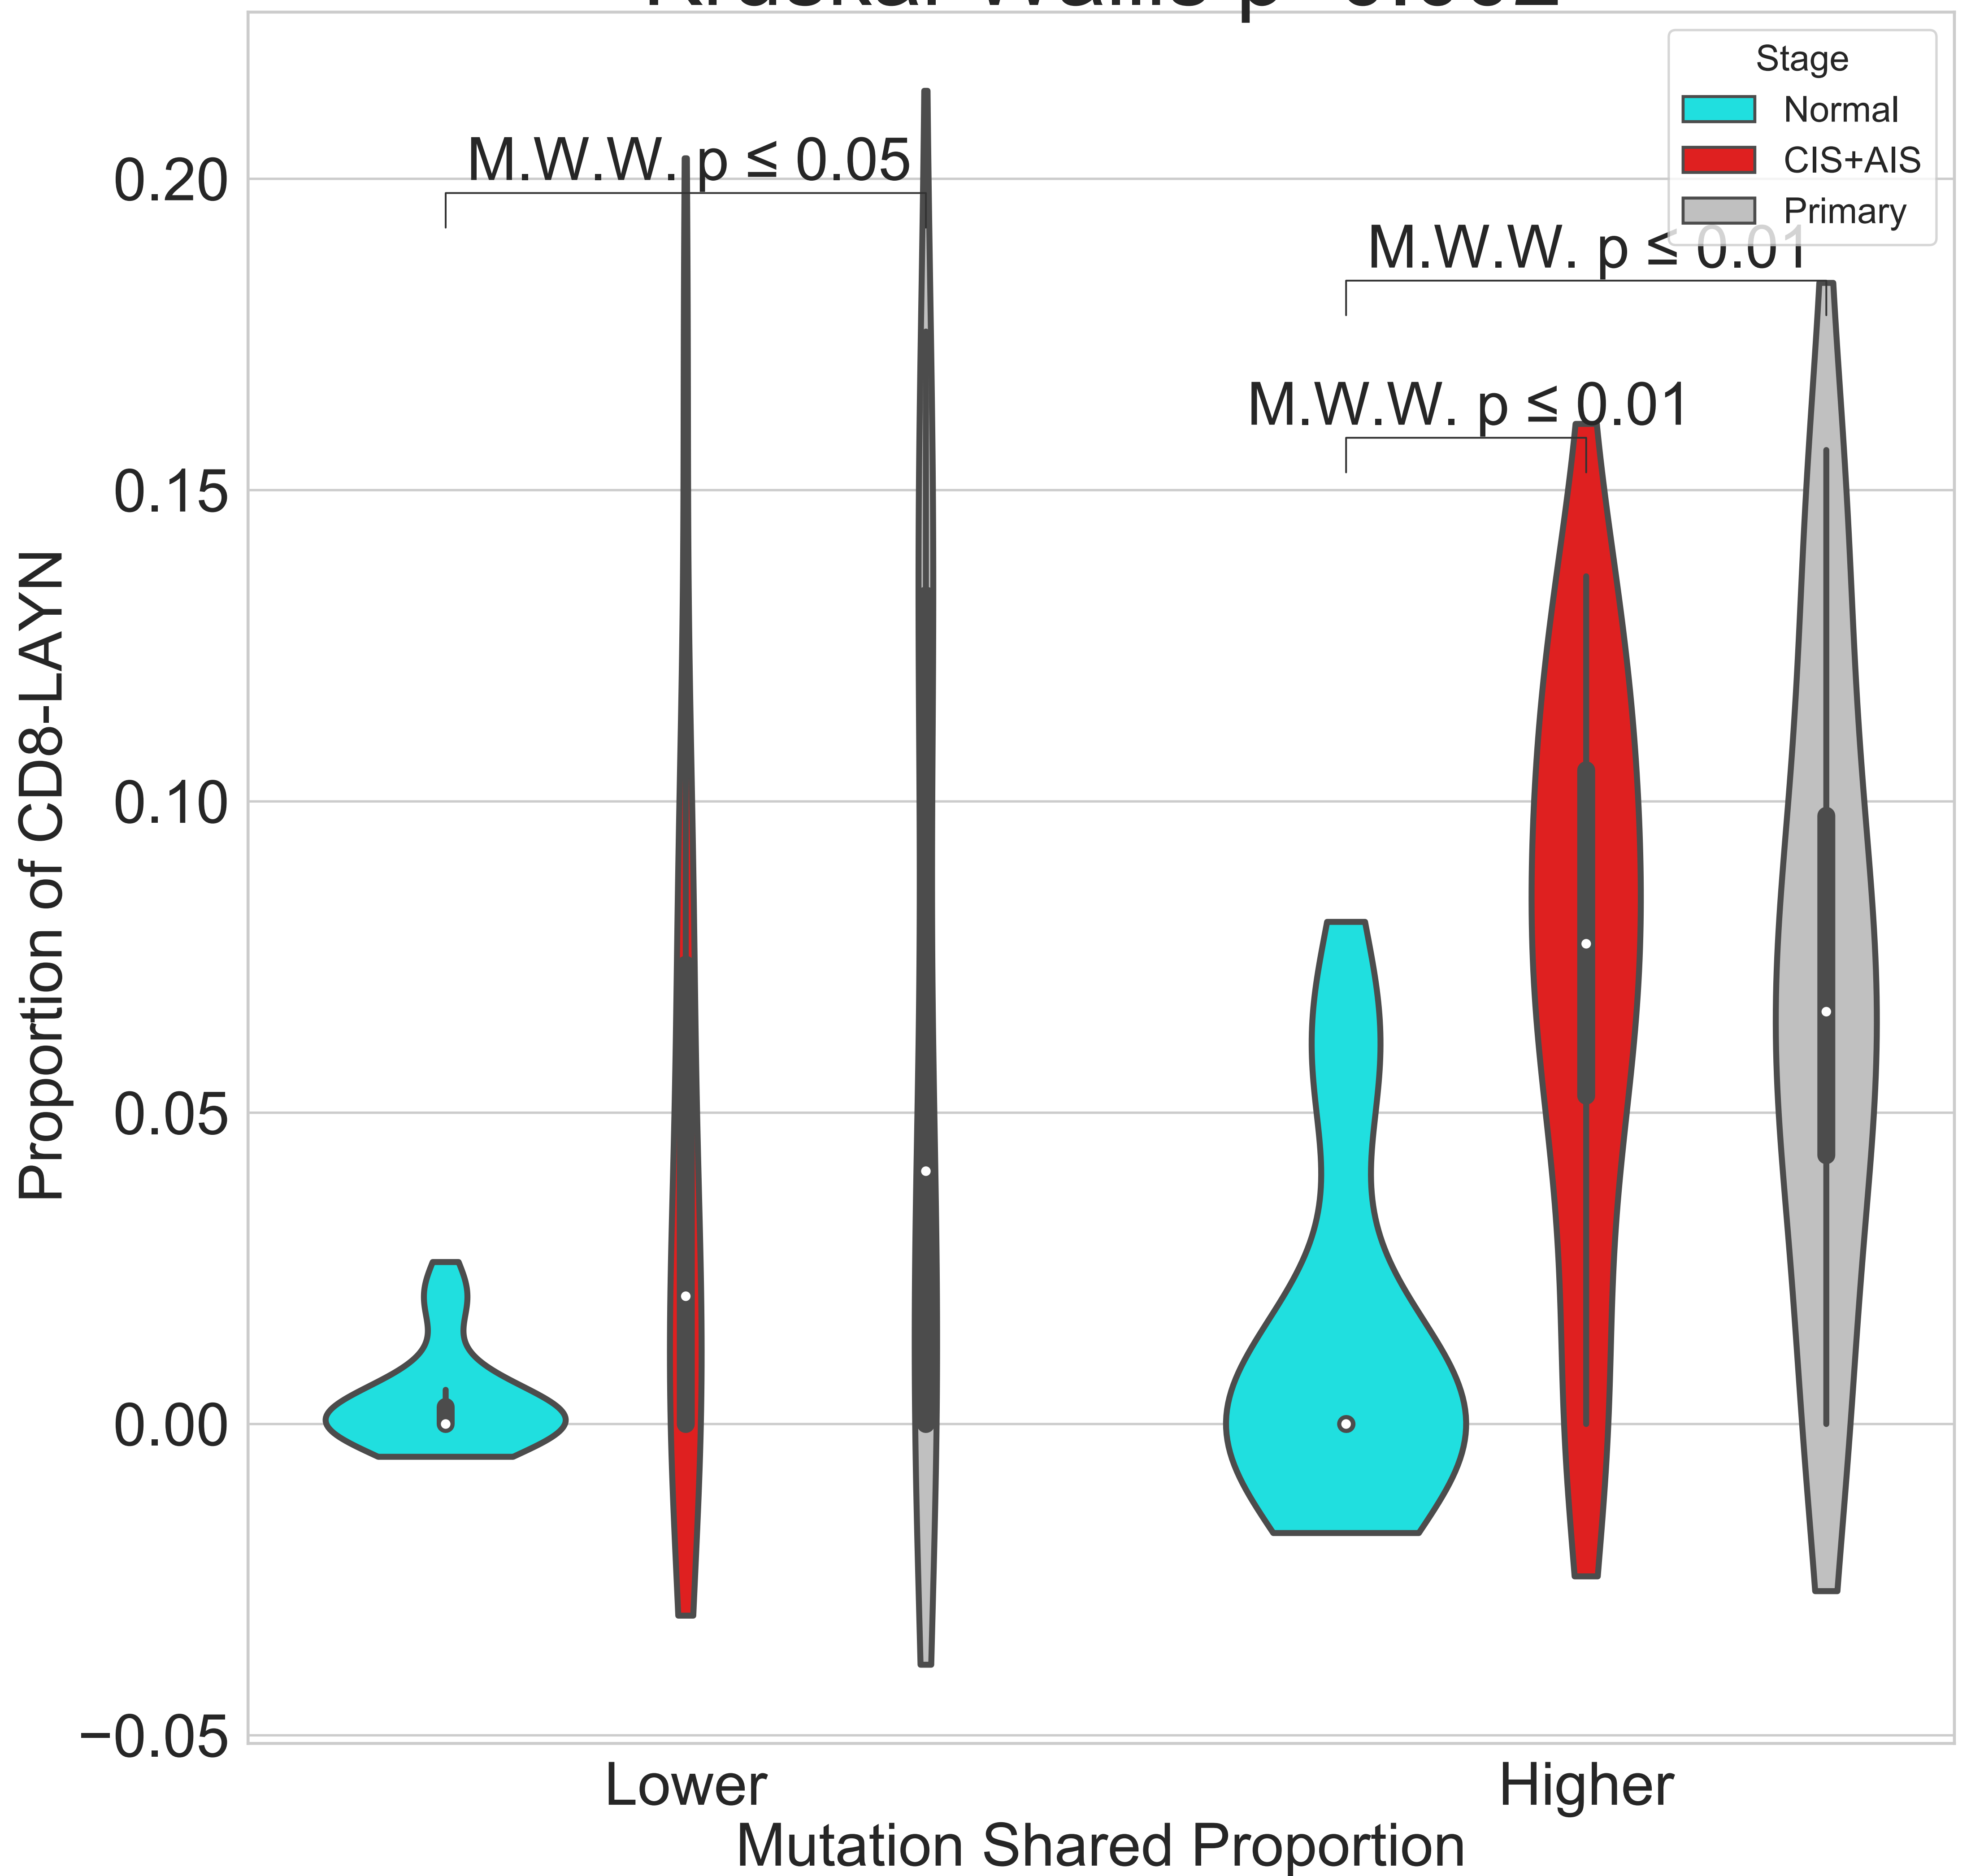 Stage
Normal
CIS+AIS
Primary
M.W.W. p ≤ 0.05
M.W.W. p ≤ 0.01
M.W.W. p ≤ 0.01
0.20
0.15
0.10
0.05
0.00
−0.05
Proportion of CD8-LAYN
Lower
Higher
Mutation Shared Proportion